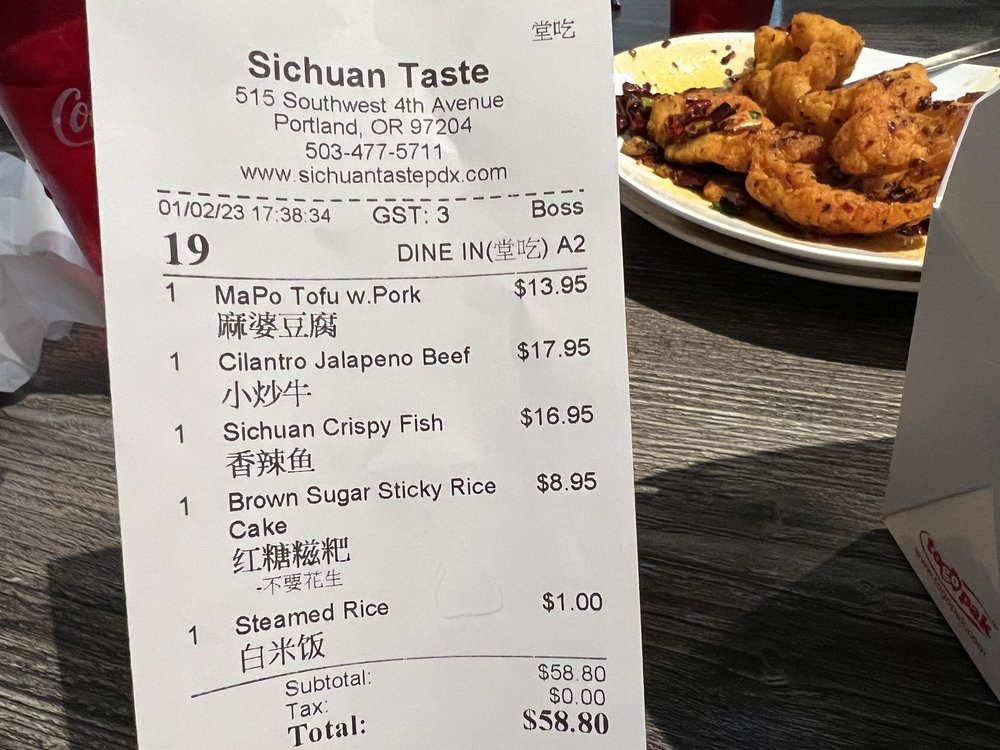 堂吃
Sichuan Taste
515 Southwest 4th Avenue
Portland, OR 97204
503-477-5711
www.sichuantastepdx.com
01/02/23 17:38:34 GST: 3 Boss
19 DINE IN(堂吃) A2
1 MaPo Tofu w.Pork $13.95
麻婆豆腐
1 Cilantro Jalapeno Beef $17.95
小炒牛
1 Sichuan Crispy Fish $16.95
香辣鱼
1 Brown Sugar Sticky Rice $8.95
Cake
红糖糍粑
-不要花生
1 Steamed Rice $1.00
白米饭
Subtotal: $58.80
Tax: $0.00
Total: $58.80
Co
togo pak